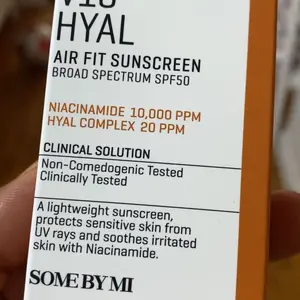 V10
HYAL
AIR FIT SUNSCREEN
BROAD SPECTRUM SPF50
NIACINAMIDE 10,000 PPM
HYAL COMPLEX 20 PPM
CLINICAL SOLUTION
Non-Comedogenic Tested
Clinically Tested
A lightweight sunscreen,
protects sensitive skin from
UV rays and soothes irritated
skin with Niacinamide.
SOME BY MI